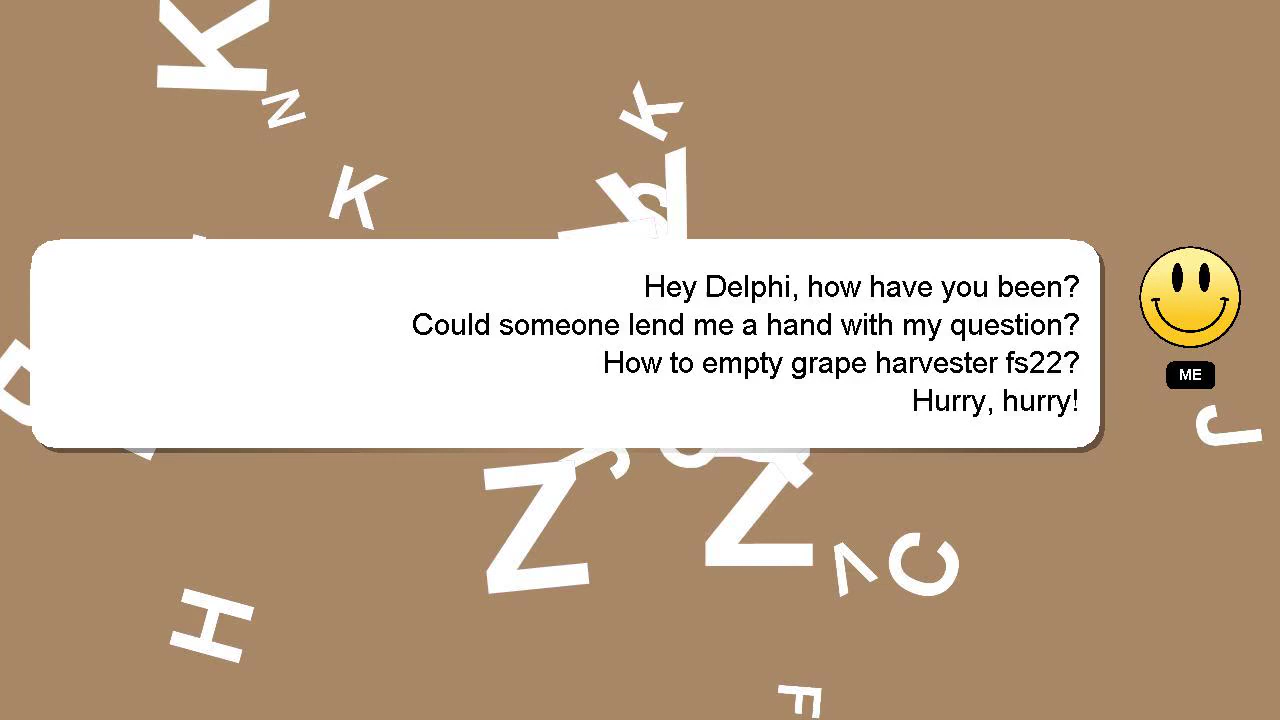 K
N
K
K
S
Hey Delphi, how have you been?
Could someone lend me a hand with my question?
How to empty grape harvester fs22?
Hurry, hurry!
ME
J
J
N
Z
V
C
H
F